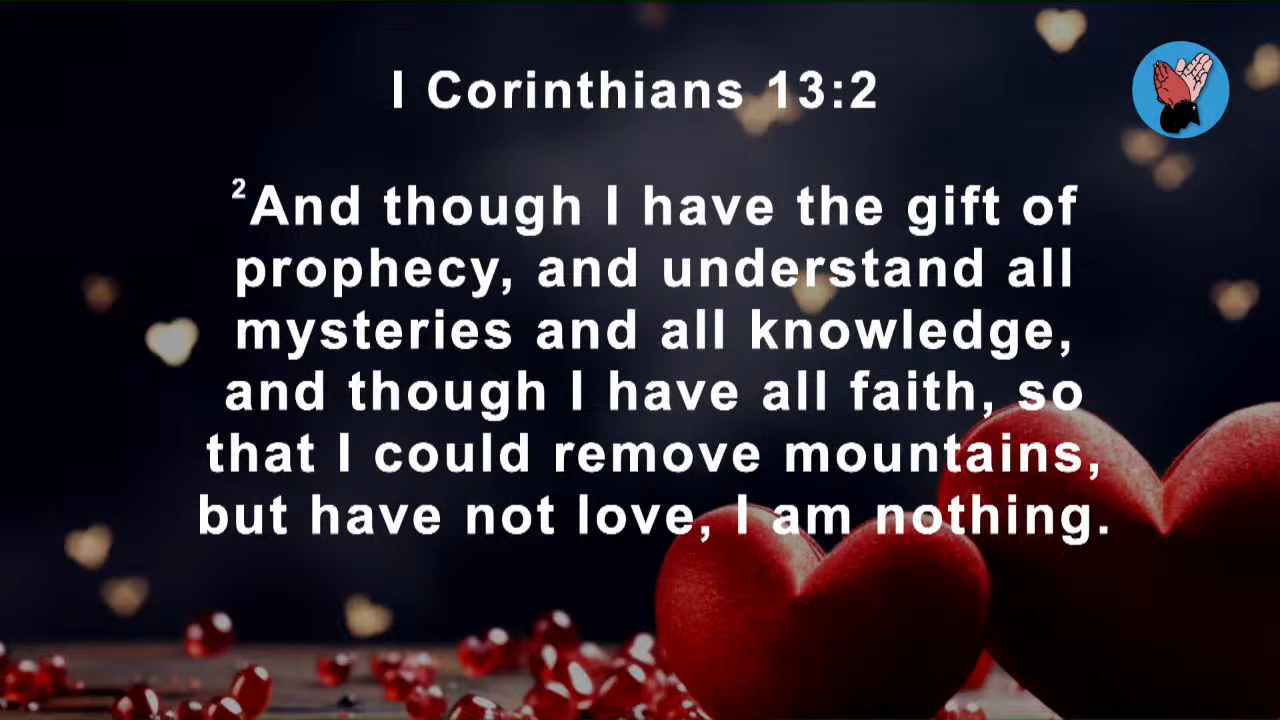 I Corinthians 13:2
²And though I have the gift of
prophecy, and understand all
mysteries and all knowledge,
and though I have all faith, so
that I could remove mountains,
but have not love, I am nothing.